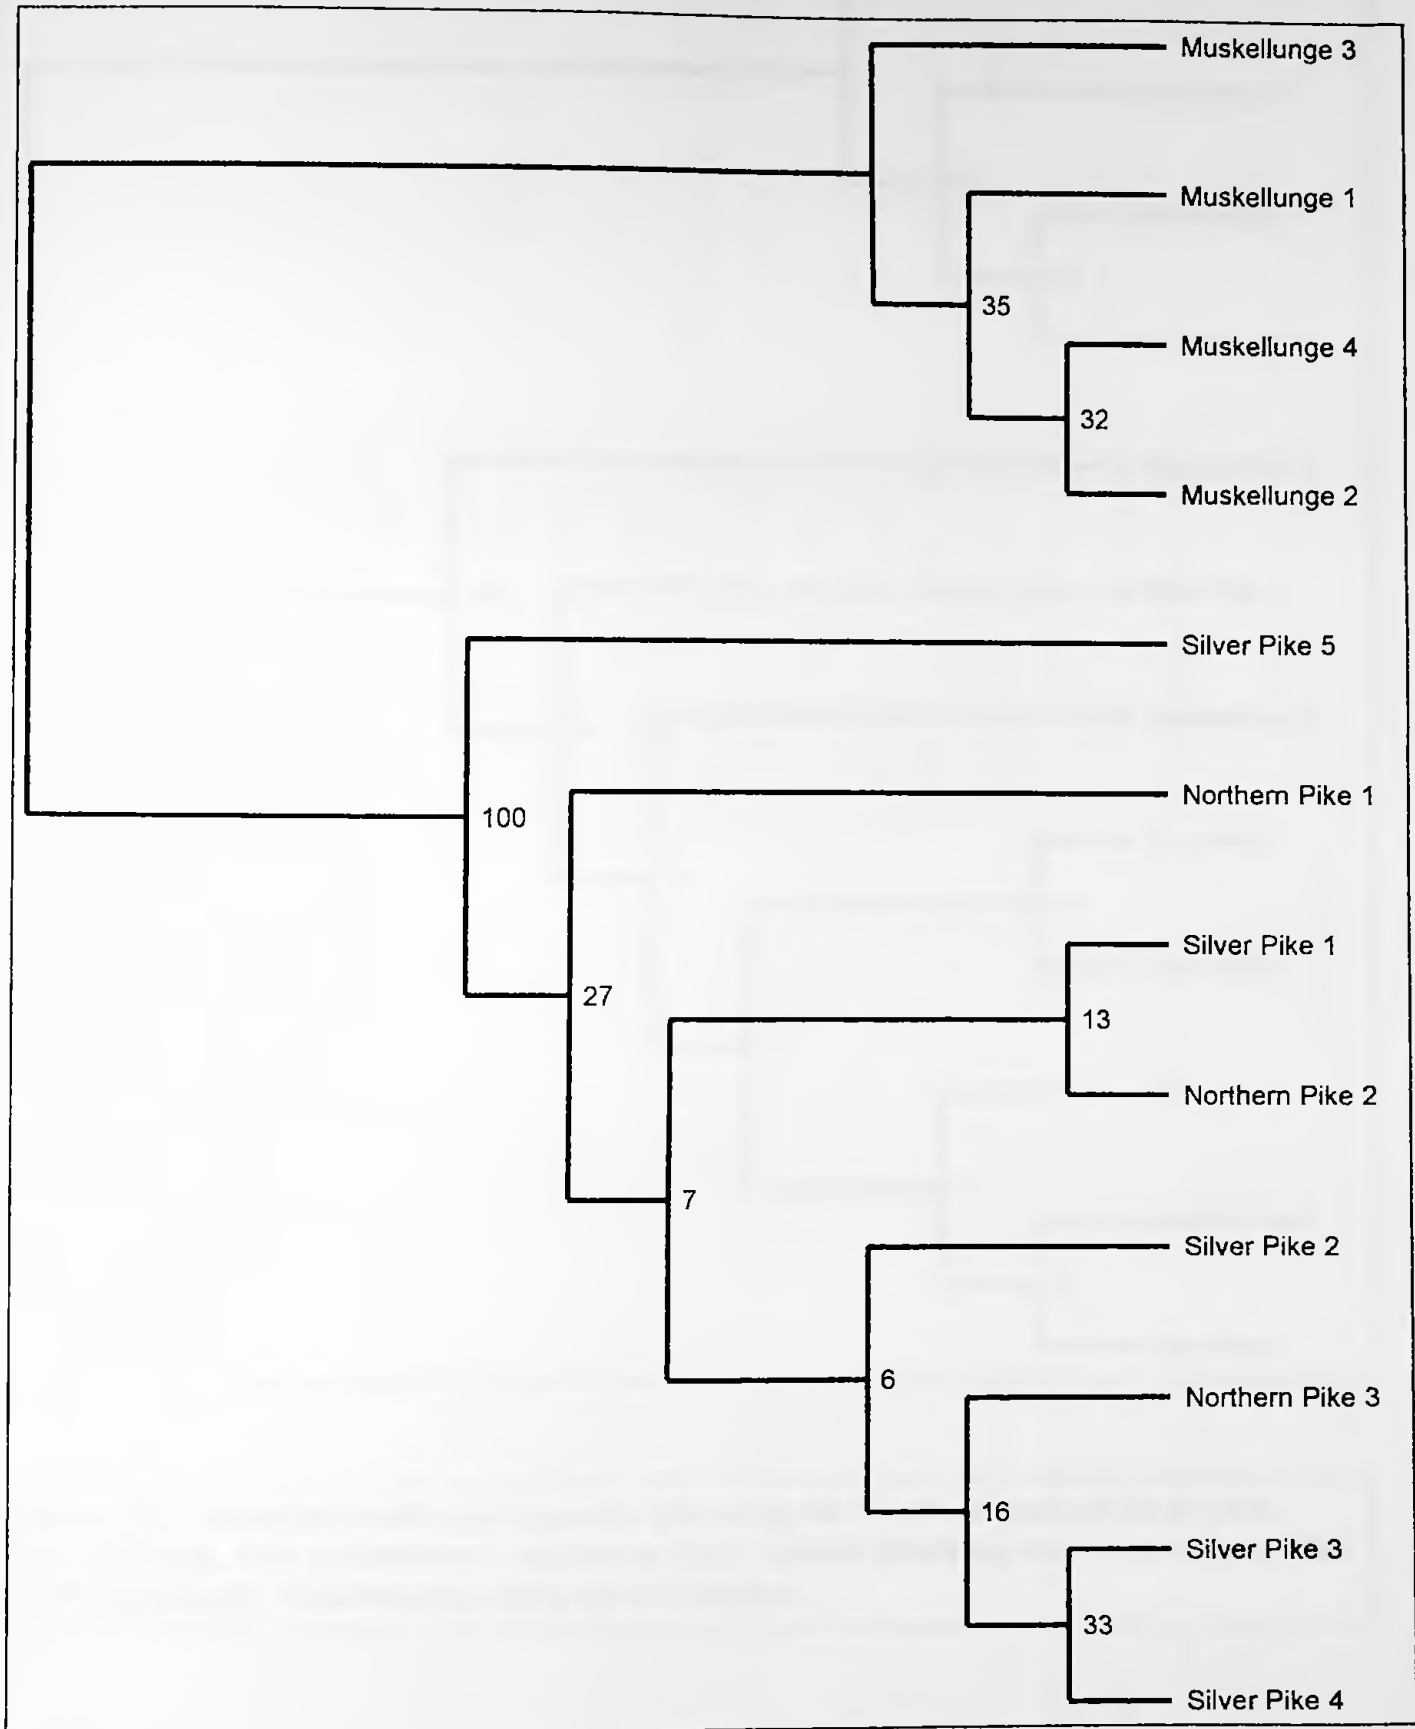 Muskellunge 3
Muskellunge 1
35
Muskellunge 4
32
Muskellunge 2
Silver Pike 5
Northern Pike 1
100
Silver Pike 1
27
13
Northern Pike 2
7
Silver Pike 2
6
Northern Pike 3
16
Silver Pike 3
33
Silver Pike 4